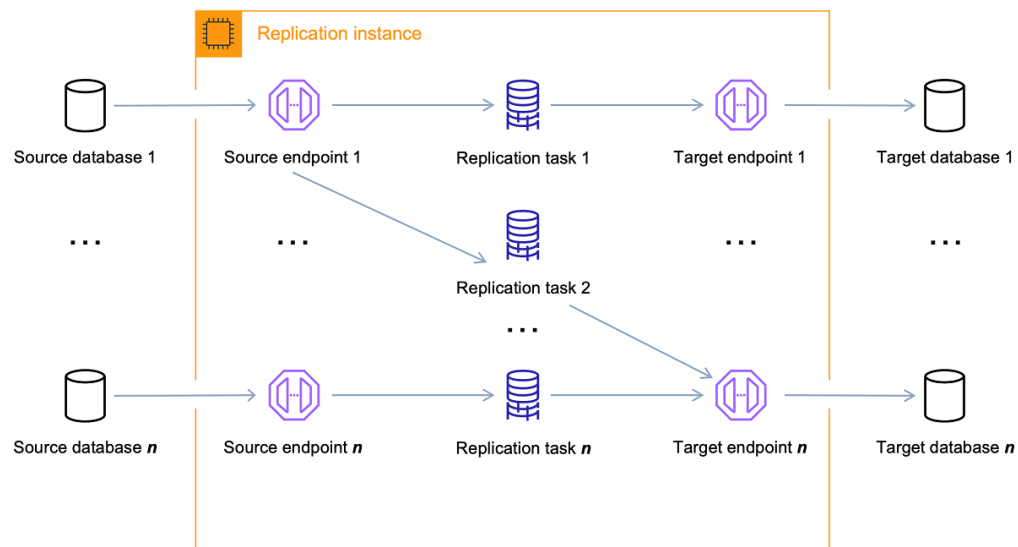 Replication instance
Source database 1
Source endpoint 1
Replication task 1
Target endpoint 1
Target database 1
...
...
...
...
Replication task 2
...
Source database n
Source endpoint n
Replication task n
Target endpoint n
Target database n